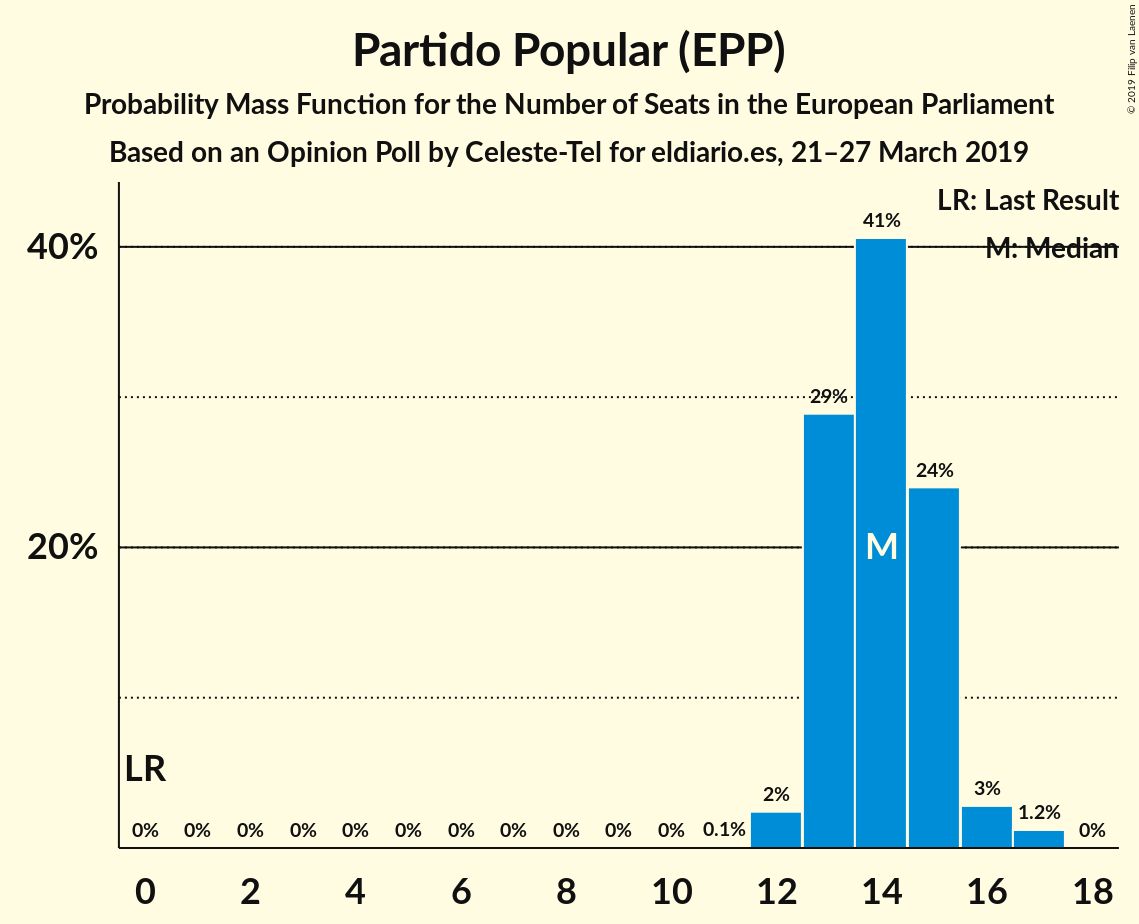 Partido Popular (EPP)
Probability Mass Function for the Number of Seats in the European Parliament
Based on an Opinion Poll by Celeste-Tel for eldiario.es, 21–27 March 2019
© 2019 Filip van Laenen
LR: Last Result
M: Median
40%
20%
41%
29%
24%
M
LR
0% 0% 0% 0% 0% 0% 0% 0% 0% 0% 0% 0.1% 2% 3% 1.2% 0%
0 2 4 6 8 10 12 14 16 18